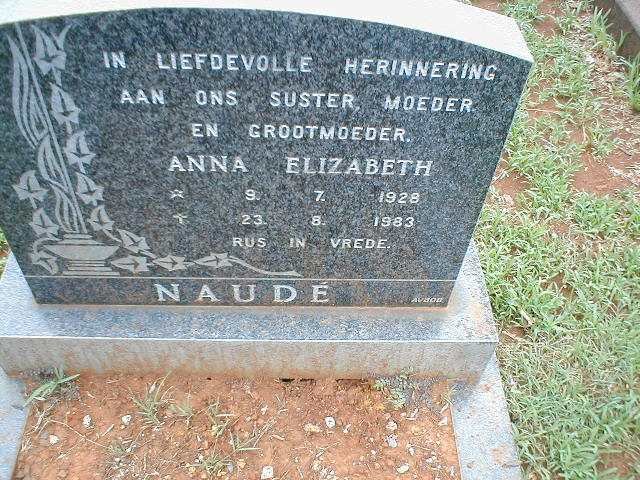 IN LIEFDEVOLLE HERINNERING
AAN ONS SUSTER, MOEDER
EN GROOTMOEDER.
ANNA ELIZABETH
* 9. 7. 1928
† 23. 8. 1983
RUS IN VREDE.
NAUDÉ
AVBOB